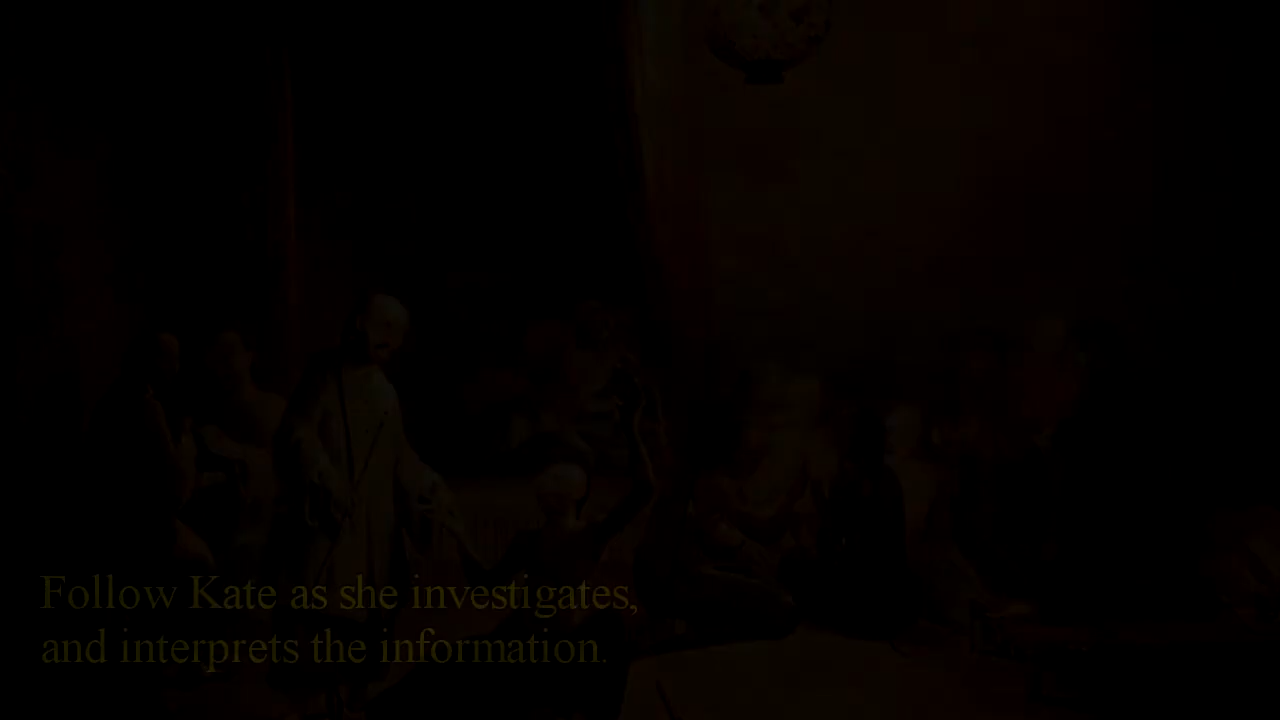 Follow Kate as she investigates,
and interprets the information.